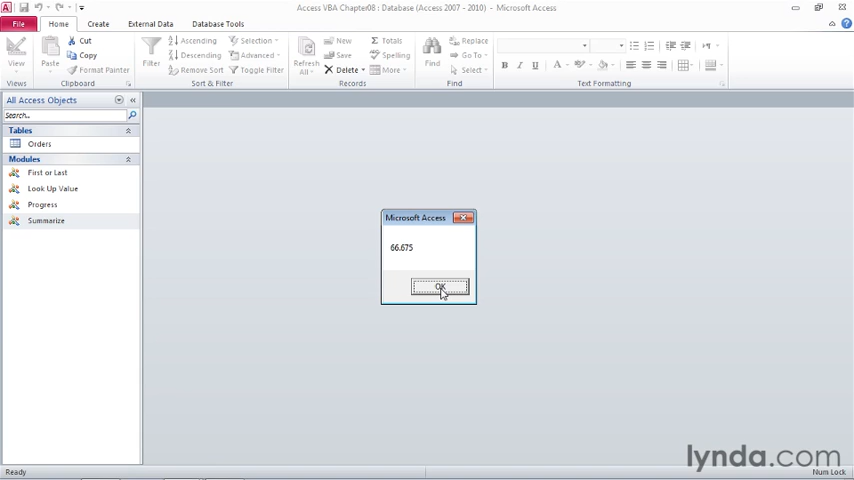 Access VBA Chapter08 : Database (Access 2007 - 2010) - Microsoft Access
File Home Create External Data Database Tools
View
Views
Paste
Cut
Copy
Format Painter
Clipboard
Filter
Ascending
Descending
Remove Sort
Selection
Advanced
Toggle Filter
Sort & Filter
Refresh
All
New
Save
Delete
Totals
Spelling
More
Records
Find
Replace
Go To
Select
Find
B I U
A
Text Formatting
All Access Objects
Search...
Tables
Orders
Modules
First or Last
Look Up Value
Progress
Summarize
Microsoft Access
66.675
OK
lynda.com
Ready
Num Lock